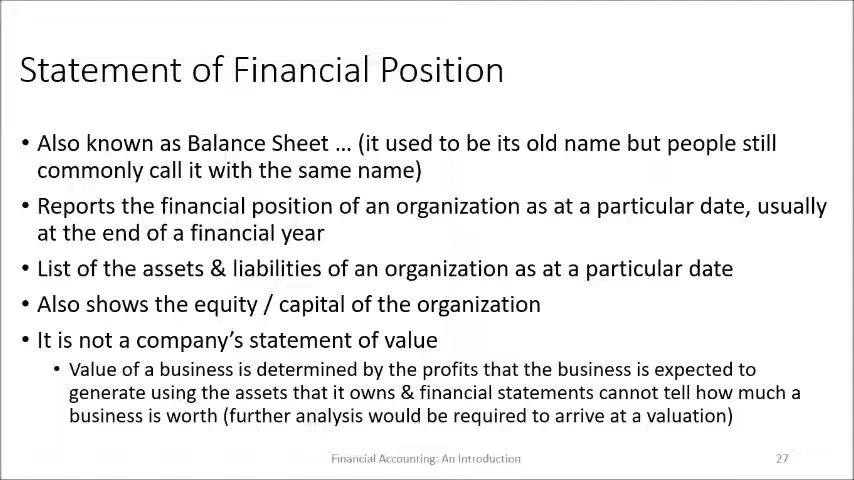 Statement of Financial Position
• Also known as Balance Sheet … (it used to be its old name but people still
commonly call it with the same name)
• Reports the financial position of an organization as at a particular date, usually
at the end of a financial year
• List of the assets & liabilities of an organization as at a particular date
• Also shows the equity / capital of the organization
• It is not a company’s statement of value
• Value of a business is determined by the profits that the business is expected to
generate using the assets that it owns & financial statements cannot tell how much a
business is worth (further analysis would be required to arrive at a valuation)
Financial Accounting: An Introduction
27